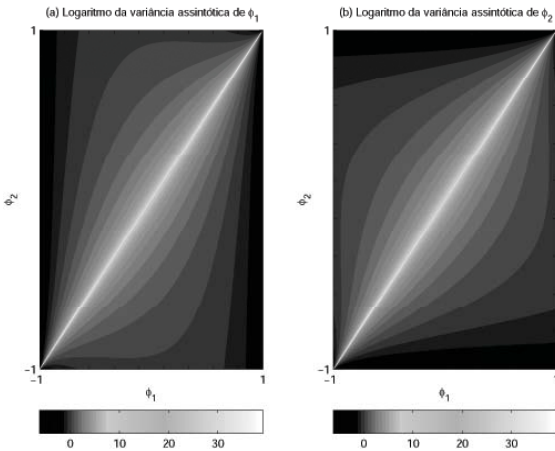 (a) Logaritmo da variância assintótica de ϕ1
(b) Logaritmo da variância assintótica de ϕ2
1
ϕ2
−1
−1
1
ϕ1
1
ϕ2
−1
−1
1
ϕ1
0 10 20 30
0 10 20 30